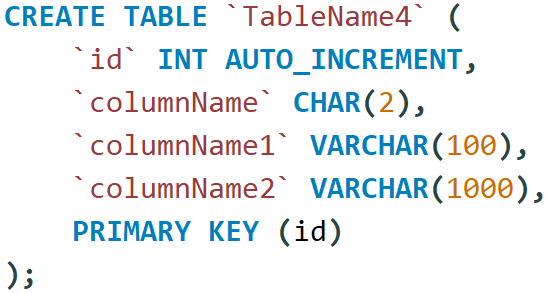 CREATE TABLE `TableName4` (
    `id` INT AUTO_INCREMENT,
    `columnName` CHAR(2),
    `columnName1` VARCHAR(100),
    `columnName2` VARCHAR(1000),
    PRIMARY KEY (id)
);